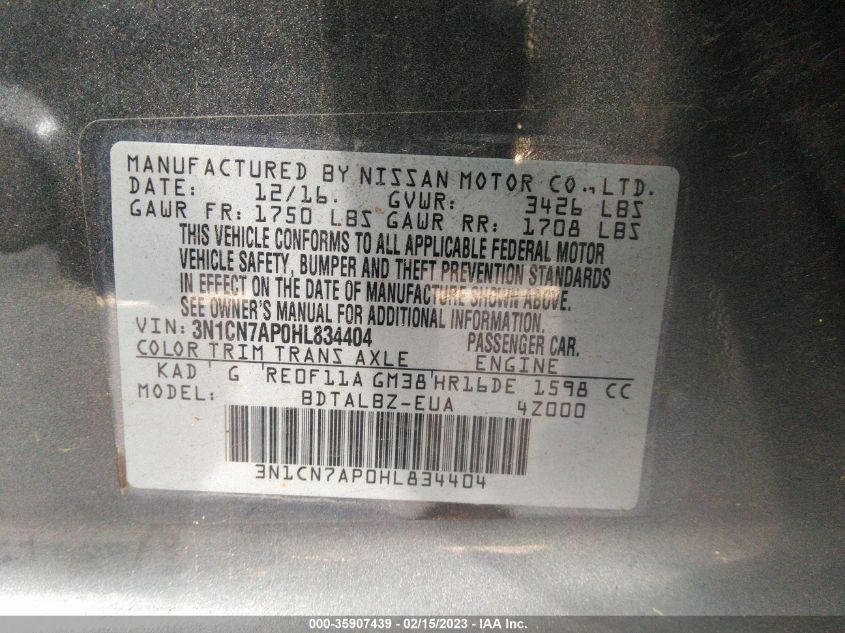 MANUFACTURED BY NISSAN MOTOR CO., LTD.
DATE: 12/16. GVWR: 3426 LBS
GAWR FR: 1750 LBS GAWR RR: 1708 LBS
THIS VEHICLE CONFORMS TO ALL APPLICABLE FEDERAL MOTOR
VEHICLE SAFETY, BUMPER AND THEFT PREVENTION STANDARDS
IN EFFECT ON THE DATE OF MANUFACTURE SHOWN ABOVE.
SEE OWNER'S MANUAL FOR ADDITIONAL INFORMATION.
VIN: 3N1CN7AP0HL834404 PASSENGER CAR.
COLOR TRIM TRANS AXLE ENGINE
KAD G RE0F11A GM38 HR16DE 1598 CC
MODEL: BDTALBZ-EUA 4Z000
3N1CN7AP0HL834404
000-35907439 - 02/15/2023 - IAA Inc.